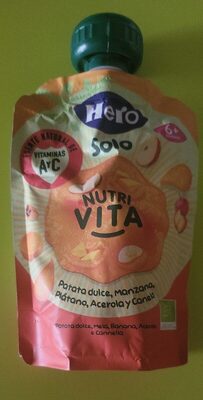 Hero
6+
Solo
FUENTE NATURAL DE
VITAMINAS
A y C
NUTRI
VITA
Patata dulce, Manzana,
Plátano, Acerola y Canela
Patata dulce, Mela, Banana, Acerola
e Cannella